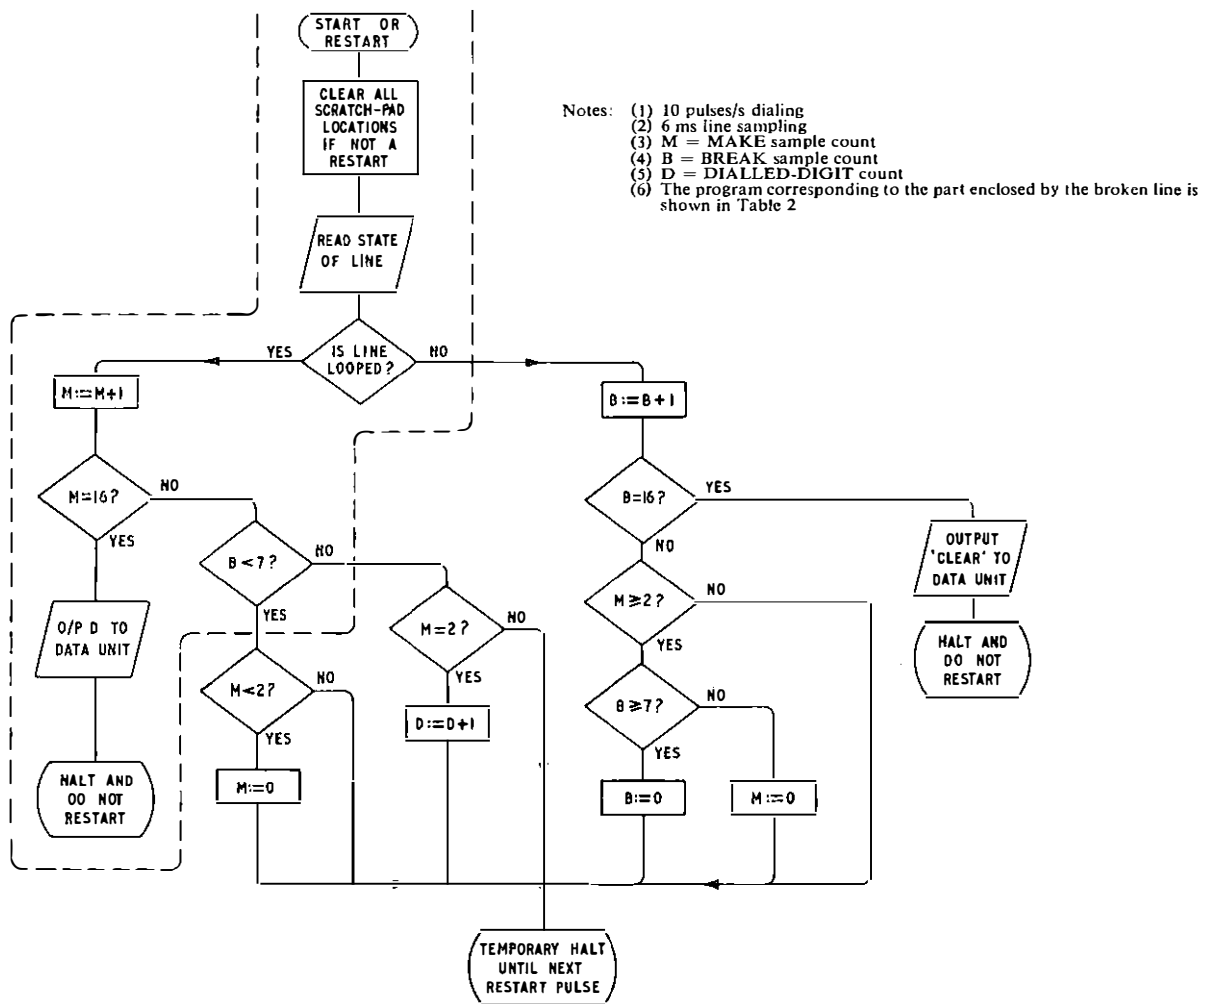 START OR
RESTART
CLEAR ALL
SCRATCH-PAD
LOCATIONS
IF NOT A
RESTART
Notes: (1) 10 pulses/s dialing
(2) 6 ms line sampling
(3) M = MAKE sample count
(4) B = BREAK sample count
(5) D = DIALLED-DIGIT count
(6) The program corresponding to the part enclosed by the broken line is
shown in Table 2
READ STATE
OF LINE
IS LINE
LOOPED?
YES
NO
M:=M+1
B:=B+1
M=16?
NO
YES
B=16?
YES
NO
B<7?
NO
YES
OUTPUT
'CLEAR' TO
DATA UNIT
O/P D TO
DATA UNIT
M=2?
NO
YES
M≥2?
NO
YES
HALT AND
DO NOT
RESTART
M<2?
NO
YES
D:=D+1
B≥7?
NO
YES
HALT AND
DO NOT
RESTART
M:=0
B:=0
M:=0
TEMPORARY HALT
UNTIL NEXT
RESTART PULSE